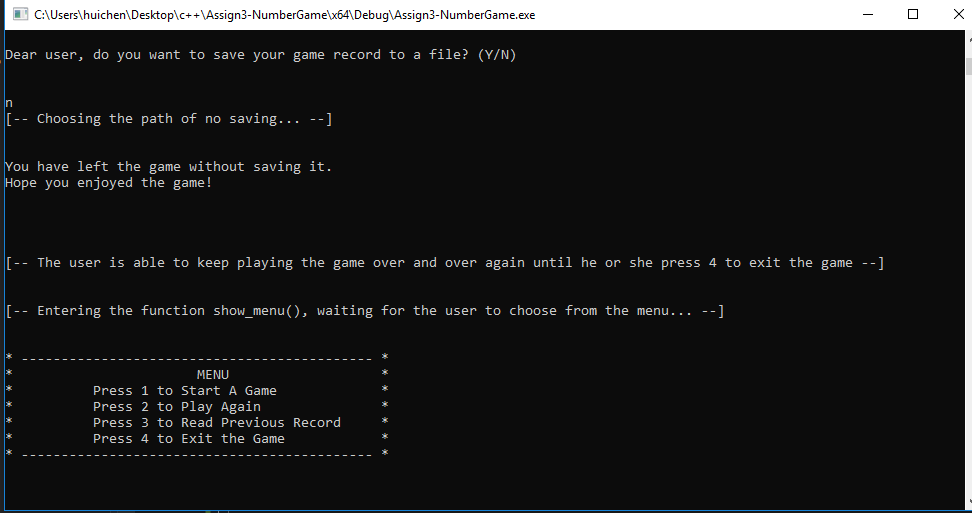 C:\Users\huichen\Desktop\c++\Assign3-NumberGame\x64\Debug\Assign3-NumberGame.exe
Dear user, do you want to save your game record to a file? (Y/N)
n
[-- Choosing the path of no saving... --]
You have left the game without saving it.
Hope you enjoyed the game!
[-- The user is able to keep playing the game over and over again until he or she press 4 to exit the game --]
[-- Entering the function show_menu(), waiting for the user to choose from the menu... --]
* -------------------------------------------- *
*                       MENU                   *
*          Press 1 to Start A Game             *
*          Press 2 to Play Again               *
*          Press 3 to Read Previous Record     *
*          Press 4 to Exit the Game            *
* -------------------------------------------- *